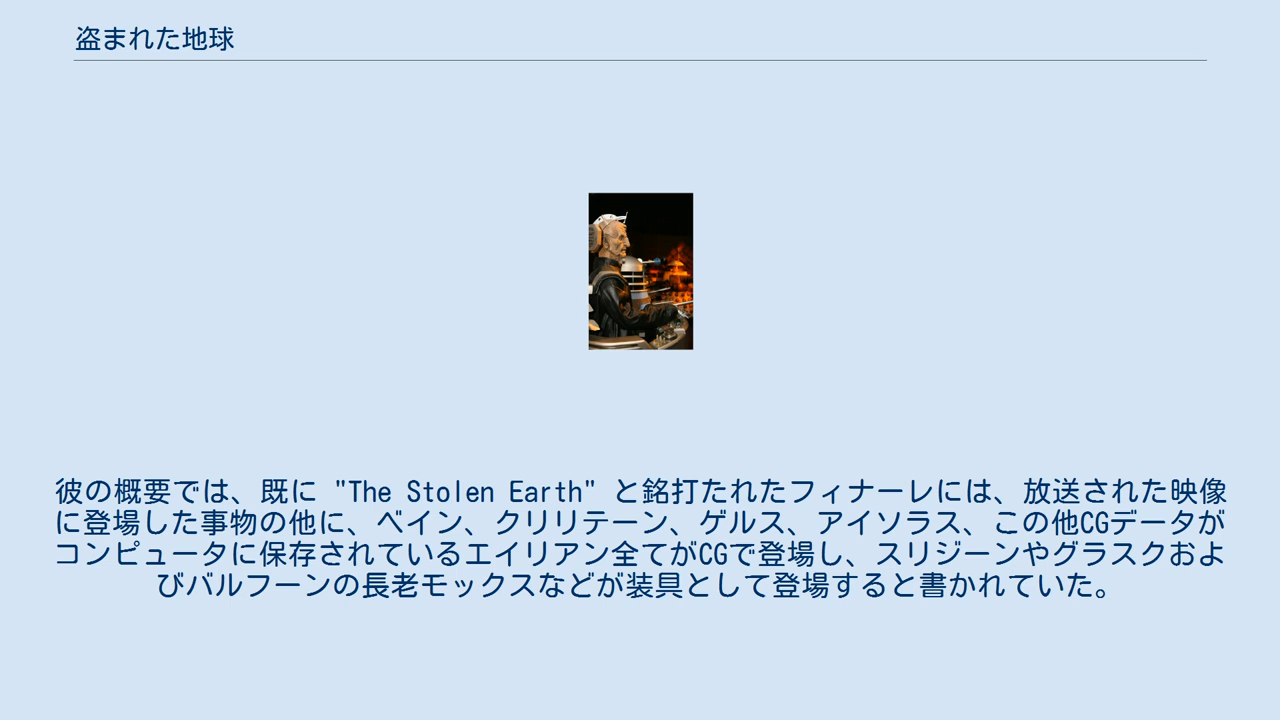 盗まれた地球
彼の概要では、既に "The Stolen Earth" と銘打たれたフィナーレには、放送された映像
に登場した事物の他に、ベイン、クリリテーン、ゲルス、アイソラス、この他CGデータが
コンピュータに保存されているエイリアン全てがCGで登場し、スリジーンやグラスクおよ
びバルフーンの長老モックスなどが装具として登場すると書かれていた。